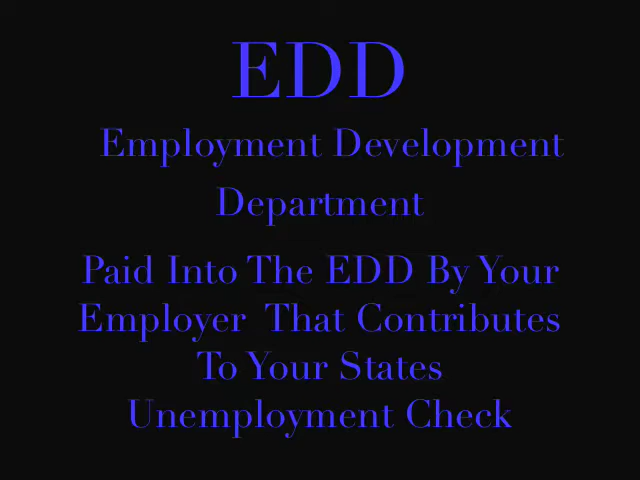 EDD
Employment Development
Department
Paid Into The EDD By Your
Employer That Contributes
To Your States
Unemployment Check